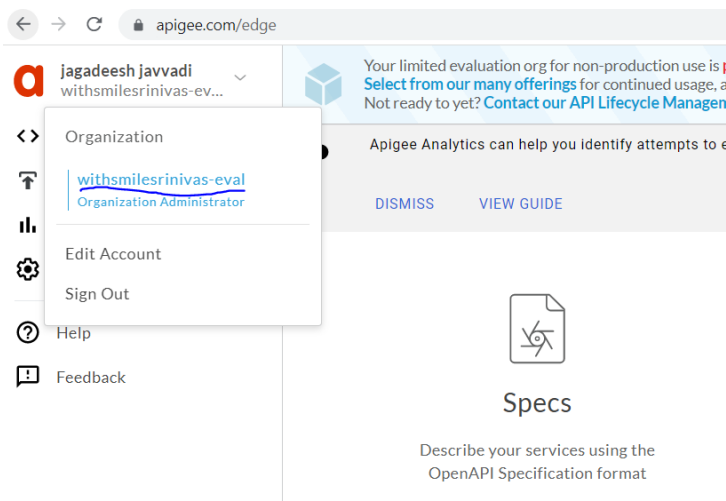 apigee.com/edge
jagadeesh javvadi
withsmilesrinivas-ev...
Your limited evaluation org for non-production use is
Select from our many offerings for continued usage, a
Not ready to yet? Contact our API Lifecycle Managem
Organization
withsmilesrinivas-eval
Organization Administrator
Edit Account
Sign Out
Help
Feedback
Apigee Analytics can help you identify attempts to e
DISMISS
VIEW GUIDE
Specs
Describe your services using the
OpenAPI Specification format